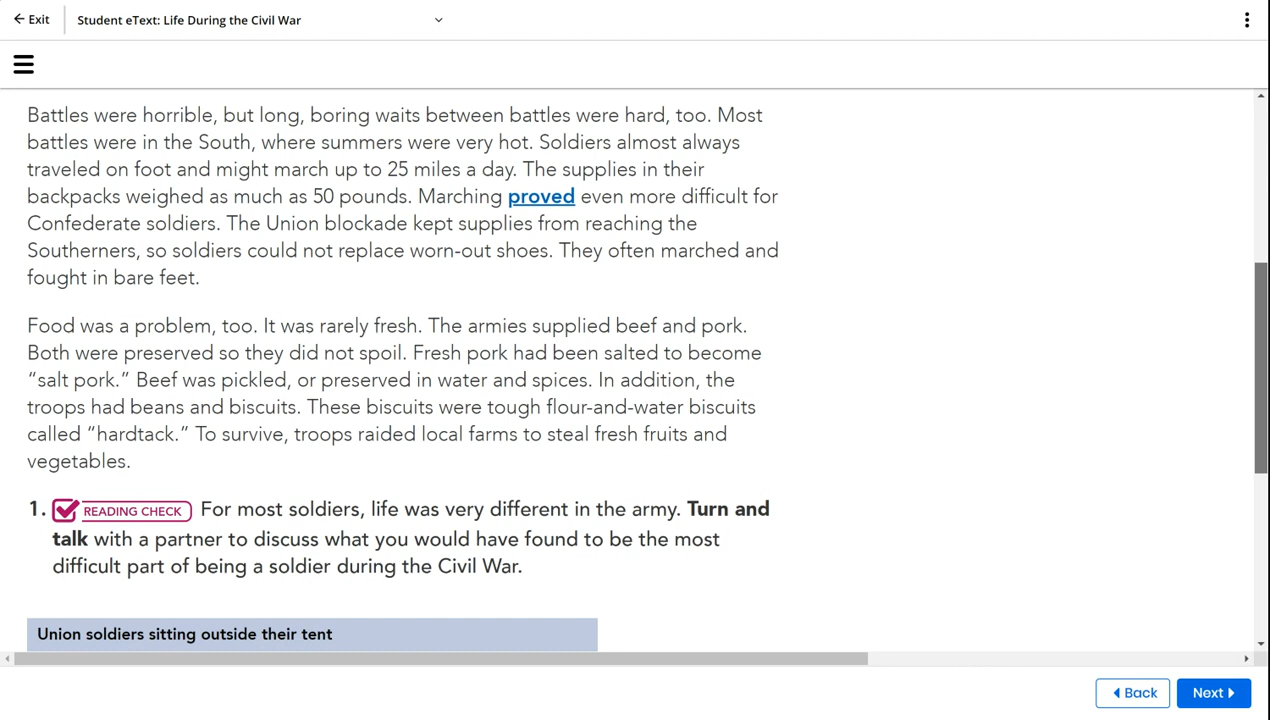 Exit
Student eText: Life During the Civil War
Battles were horrible, but long, boring waits between battles were hard, too. Most
battles were in the South, where summers were very hot. Soldiers almost always
traveled on foot and might march up to 25 miles a day. The supplies in their
backpacks weighed as much as 50 pounds. Marching proved even more difficult for
Confederate soldiers. The Union blockade kept supplies from reaching the
Southerners, so soldiers could not replace worn-out shoes. They often marched and
fought in bare feet.
Food was a problem, too. It was rarely fresh. The armies supplied beef and pork.
Both were preserved so they did not spoil. Fresh pork had been salted to become
“salt pork.” Beef was pickled, or preserved in water and spices. In addition, the
troops had beans and biscuits. These biscuits were tough flour-and-water biscuits
called “hardtack.” To survive, troops raided local farms to steal fresh fruits and
vegetables.
1. READING CHECK For most soldiers, life was very different in the army. Turn and
talk with a partner to discuss what you would have found to be the most
difficult part of being a soldier during the Civil War.
Union soldiers sitting outside their tent
Back
Next